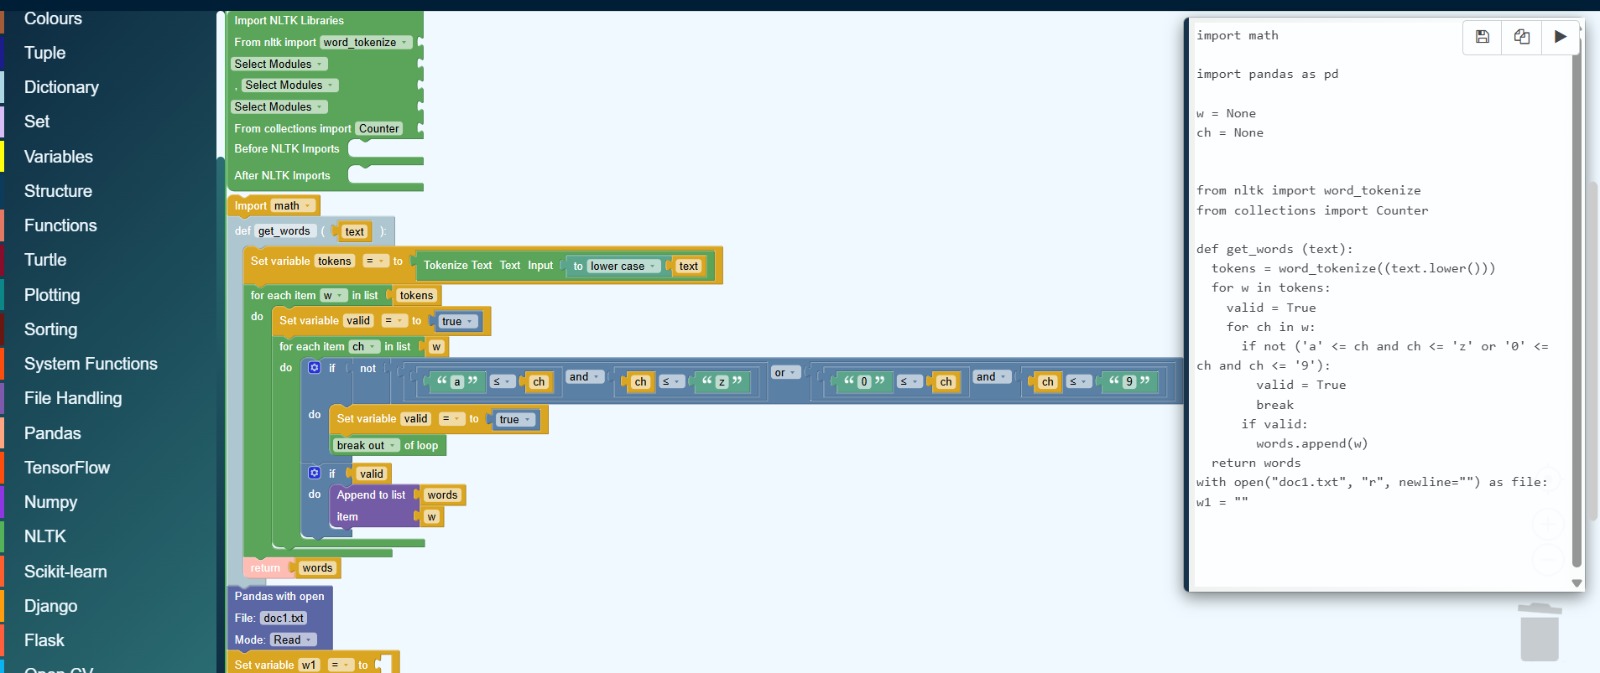 Colours
Tuple
Dictionary
Set
Variables
Structure
Functions
Turtle
Plotting
Sorting
System Functions
File Handling
Pandas
TensorFlow
Numpy
NLTK
Scikit-learn
Django
Flask
Open CV
Import NLTK Libraries
From nltk import word_tokenize
Select Modules
, Select Modules
Select Modules
From collections import Counter
Before NLTK Imports
After NLTK Imports
Import math
def get_words ( text ):
Set variable tokens = to Tokenize Text Text Input to lower case text
for each item w in list tokens
do Set variable valid = to true
for each item ch in list w
do if not “ a ” ≤ ch and ch ≤ “ z ” or “ 0 ” ≤ ch and ch ≤ “ 9 ”
do Set variable valid = to true
break out of loop
if valid
do Append to list words
item w
return words
Pandas with open
File: doc1.txt
Mode: Read
Set variable w1 = to
import math
import pandas as pd
w = None
ch = None
from nltk import word_tokenize
from collections import Counter
def get_words (text):
tokens = word_tokenize((text.lower()))
for w in tokens:
valid = True
for ch in w:
if not ('a' <= ch and ch <= 'z' or '0' <=
ch and ch <= '9'):
valid = True
break
if valid:
words.append(w)
return words
with open("doc1.txt", "r", newline="") as file:
w1 = ""